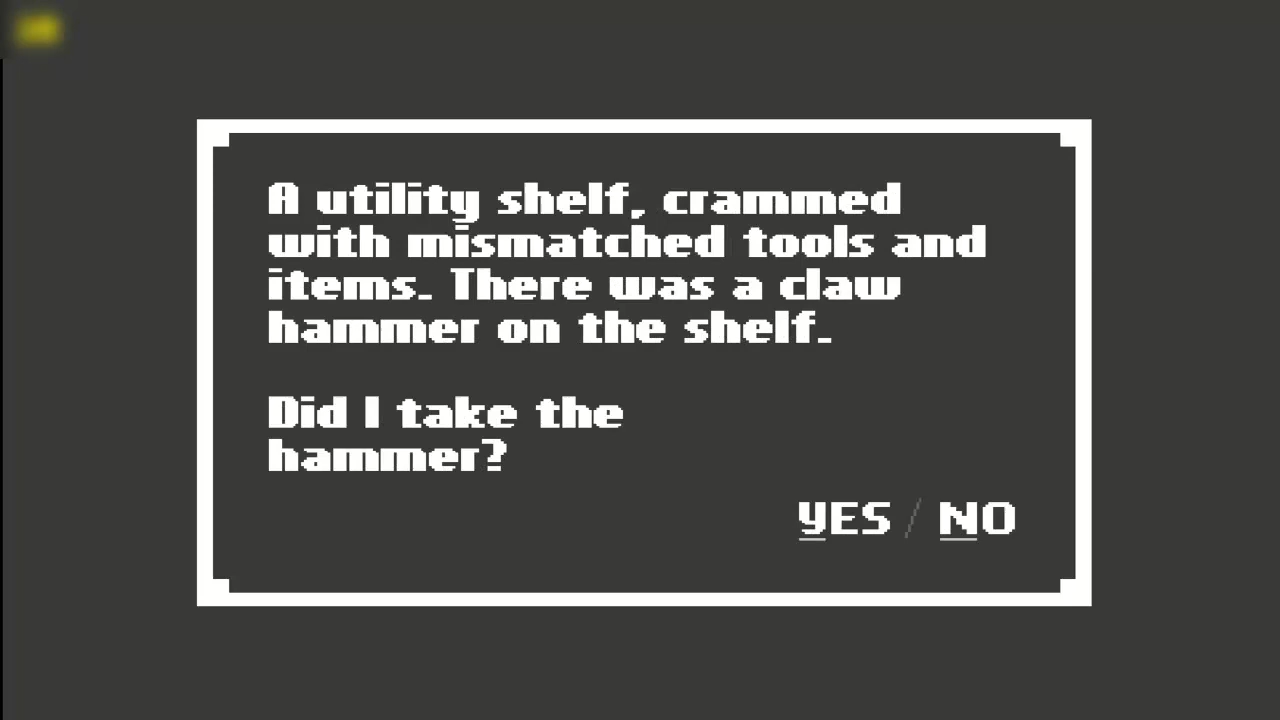 A utility shelf, crammed
with mismatched tools and
items. There was a claw
hammer on the shelf.
Did I take the
hammer?
YES / NO